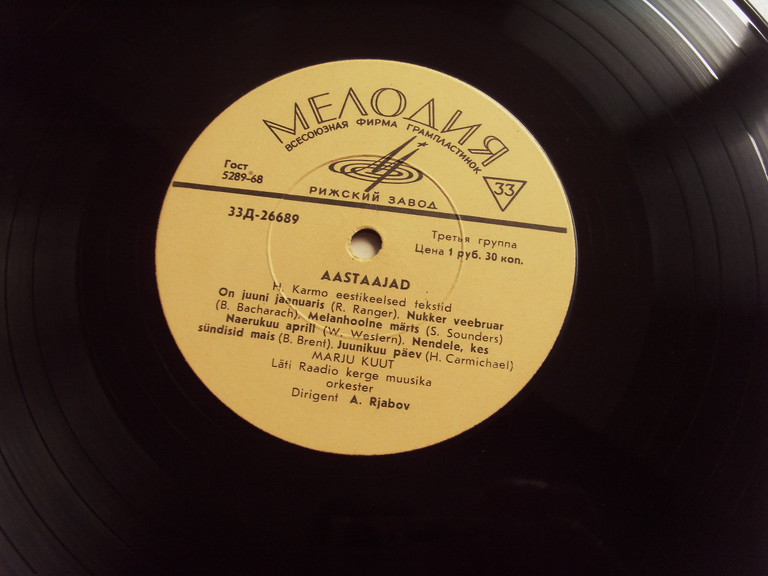 МЕЛОДИЯ
ВСЕСОЮЗНАЯ ФИРМА ГРАМПЛАСТИНОК
33
Гост
5289-68
РИЖСКИЙ ЗАВОД
33Д-26689
Третья группа
Цена 1 руб. 30 коп.
AASTAAJAD
H. Karmo eestikeelsed tekstid
On juuni jaanuaris (R. Ranger). Nukker veebruar
(B. Bacharach). Melanhoolne märts (S. Sounders)
Naerukuu aprill (W. Western). Nendele, kes
sündisid mais (B. Brent). Juunikuu päev (H. Carmichael)
MARJU KUUT
Läti Raadio kerge muusika
orkester
Dirigent A. Rjabov